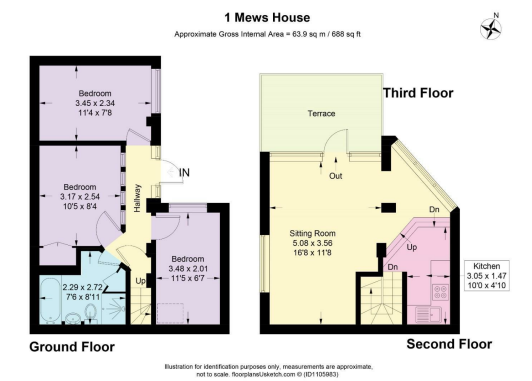 1 Mews House
Approximate Gross Internal Area = 63.9 sq m / 688 sq ft
N
Bedroom
3.45 x 2.34
11'4 x 7'8
IN
Hallway
Bedroom
3.17 x 2.54
10'5 x 8'4
Bedroom
3.48 x 2.01
11'5 x 6'7
2.29 x 2.72
7'6 x 8'11
Up
Ground Floor
Third Floor
Terrace
Out
Sitting Room
5.08 x 3.56
16'8 x 11'8
Dn
Up
Dn
Kitchen
3.05 x 1.47
10'0 x 4'10
Second Floor
Illustration for identification purposes only, measurements are approximate,
not to scale. floorplansUsketch.com © (ID1105983)